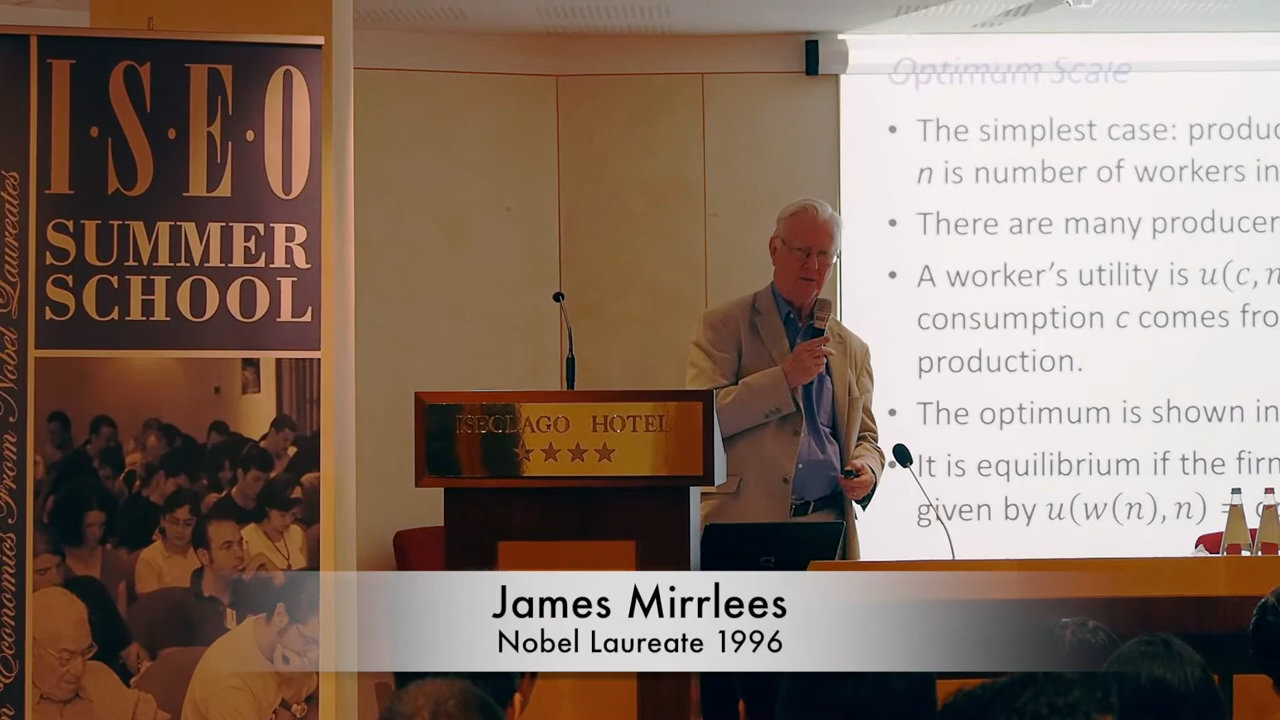 I·S·E·O
SUMMER
SCHOOL
Economics From Nobel Laureates
ISEOLAGO HOTEL
Optimum Scale
• The simplest case: produc
n is number of workers in
• There are many producer
• A worker's utility is u(c, n
consumption c comes fro
production.
• The optimum is shown in
• It is equilibrium if the firm
given by u(w(n), n) =
James Mirrlees
Nobel Laureate 1996